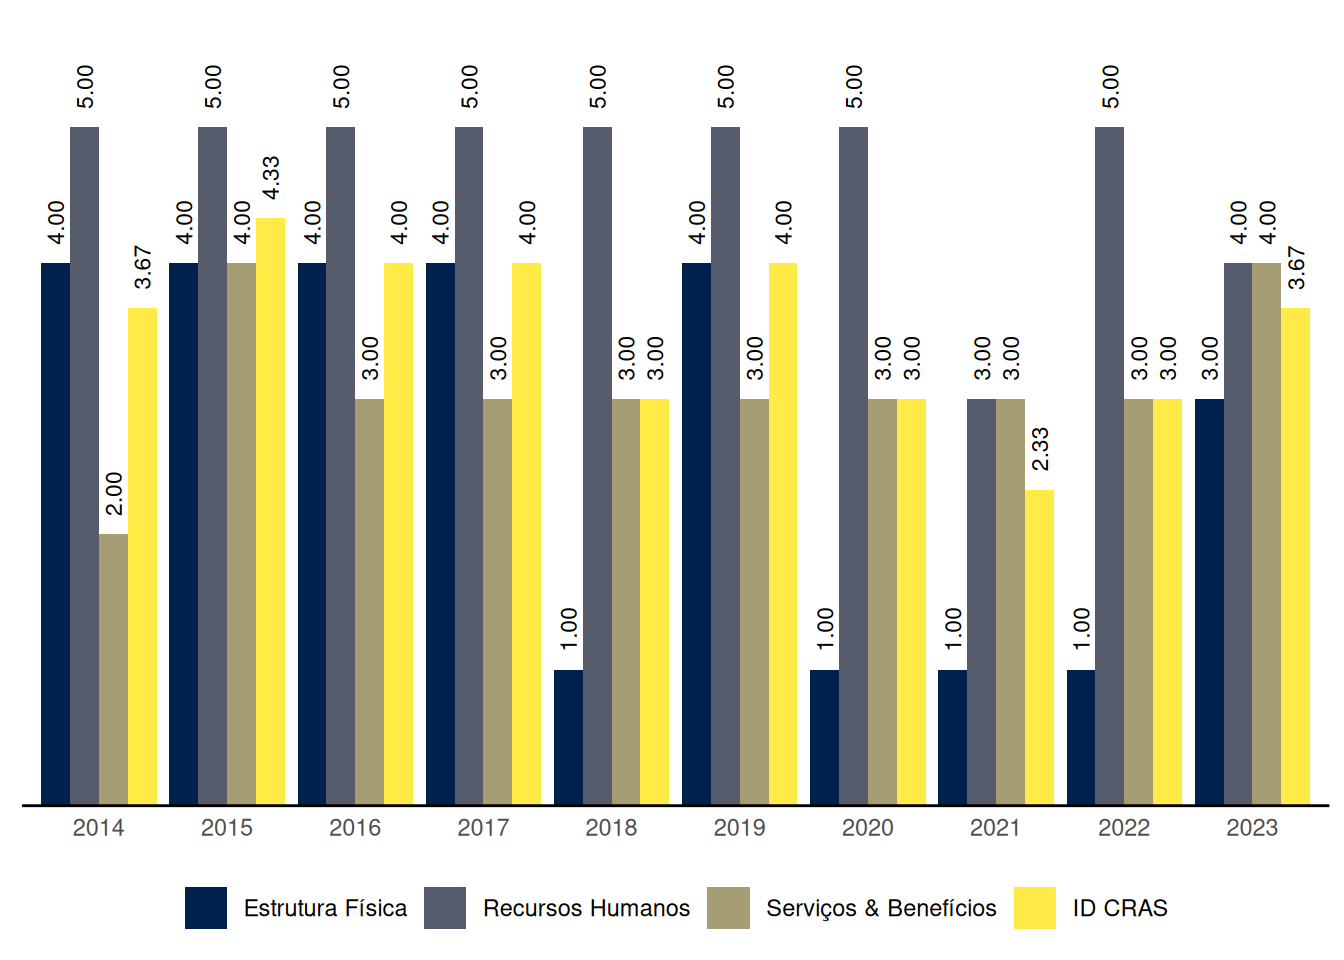 5.00 5.00 5.00 5.00 5.00 5.00 5.00 5.00
4.33
4.00 4.00 4.00 4.00 4.00 4.00 4.00 4.00 4.00 4.00 4.00
3.67 3.67
3.00 3.00 3.00 3.00 3.00 3.00 3.00 3.00 3.00 3.00 3.00 3.00
2.33
2.00
1.00 1.00 1.00 1.00
2014 2015 2016 2017 2018 2019 2020 2021 2022 2023
Estrutura Física Recursos Humanos Serviços & Benefícios ID CRAS